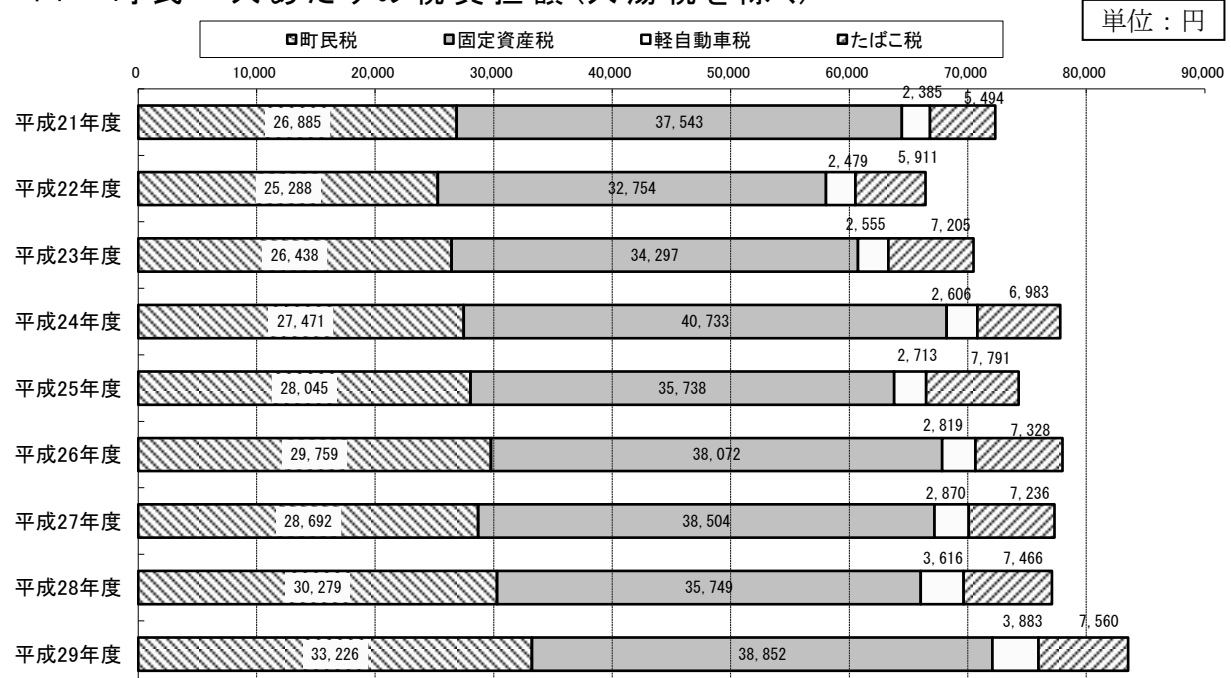 単位：円
町民税 固定資産税 軽自動車税 たばこ税
0 10,000 20,000 30,000 40,000 50,000 60,000 70,000 80,000 90,000
平成21年度 26,885 37,543 2,385 5,494
平成22年度 25,288 32,754 2,479 5,911
平成23年度 26,438 34,297 2,555 7,205
平成24年度 27,471 40,733 2,606 6,983
平成25年度 28,045 35,738 2,713 7,791
平成26年度 29,759 38,072 2,819 7,328
平成27年度 28,692 38,504 2,870 7,236
平成28年度 30,279 35,749 3,616 7,466
平成29年度 33,226 38,852 3,883 7,560